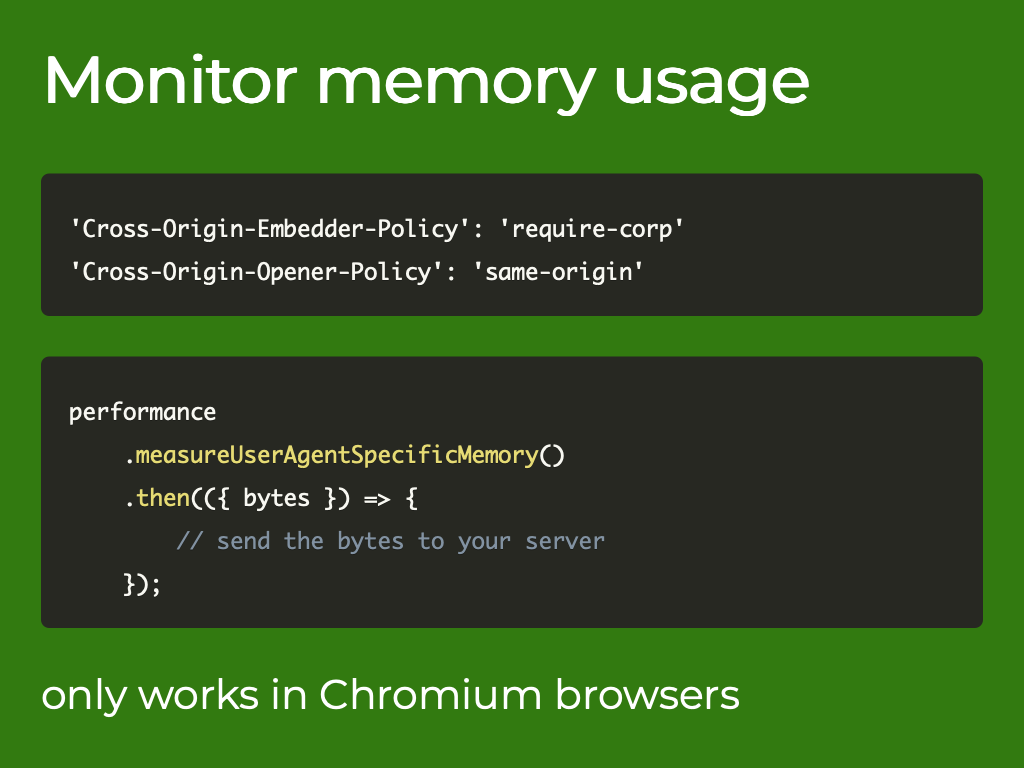 Monitor memory usage
'Cross-Origin-Embedder-Policy': 'require-corp'
'Cross-Origin-Opener-Policy': 'same-origin'
performance
    .measureUserAgentSpecificMemory()
    .then(({ bytes }) => {
        // send the bytes to your server
    });
only works in Chromium browsers